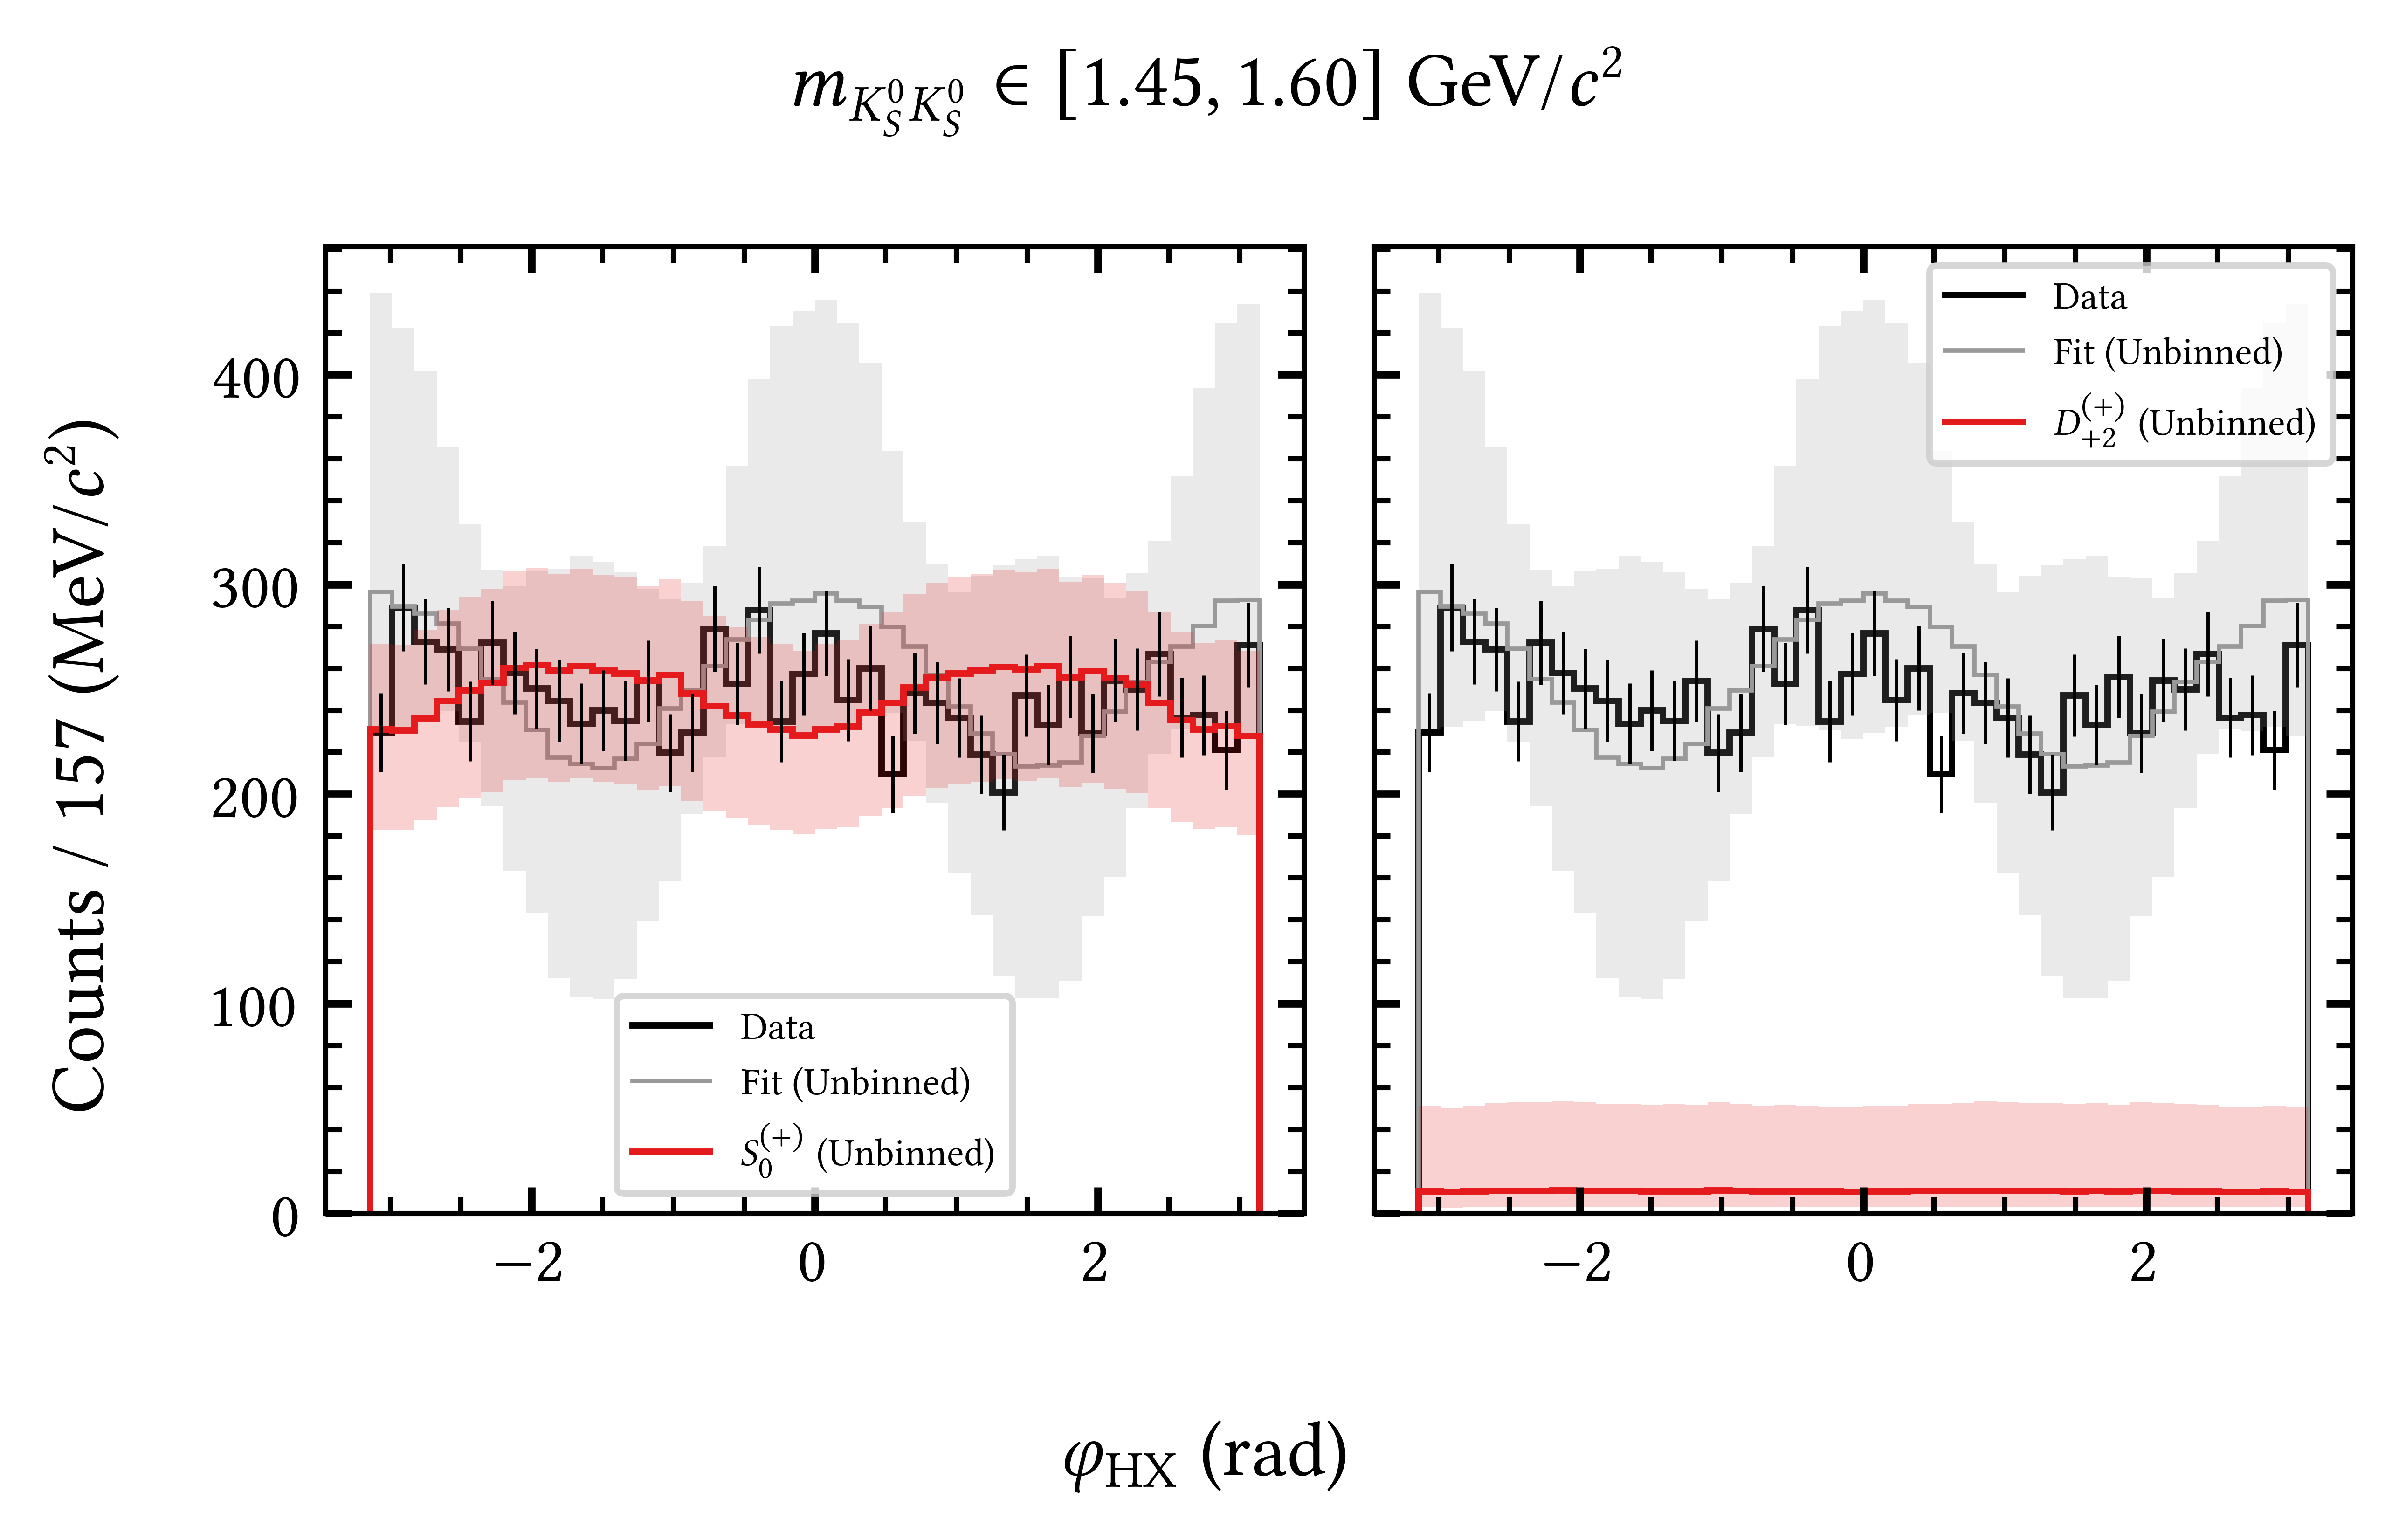 m_{K_S^0 K_S^0} ∈ [1.45, 1.60] GeV/c²
Counts / 157 (MeV/c²)
400
300
200
100
0
Data
Fit (Unbinned)
S_0^{(+)} (Unbinned)
−2
0
2
Data
Fit (Unbinned)
D_{+2}^{(+)} (Unbinned)
−2
0
2
φ_{HX} (rad)